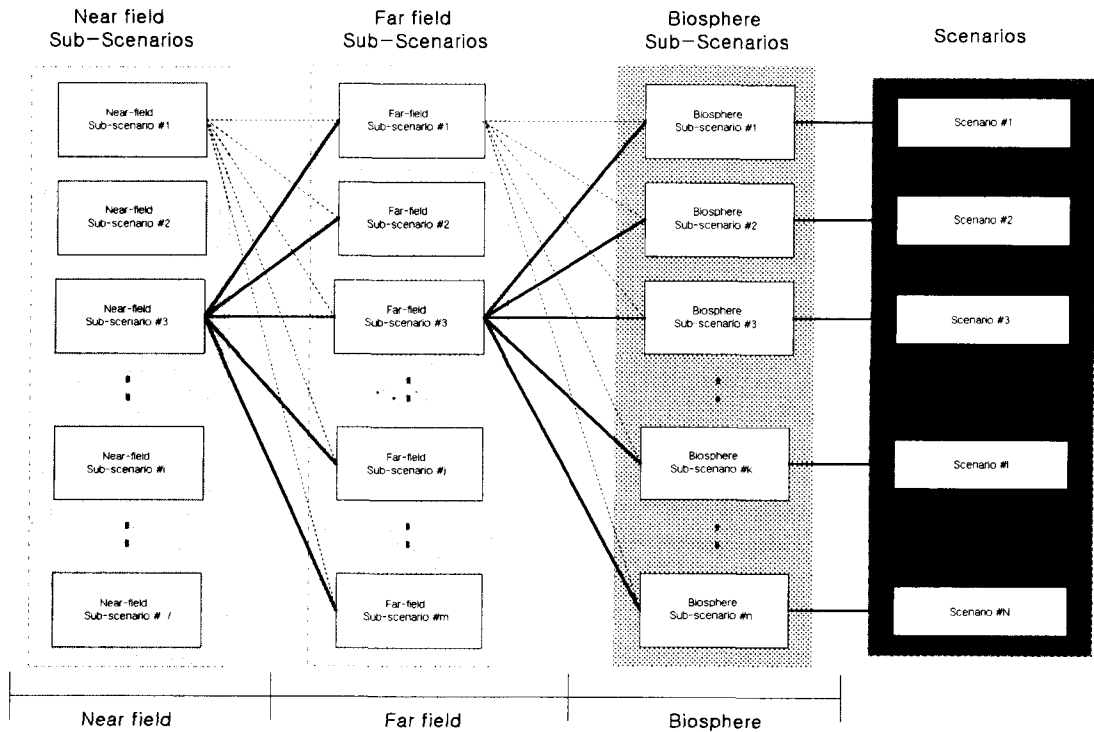 Near field
Sub-Scenarios
Far field
Sub-Scenarios
Biosphere
Sub-Scenarios
Scenarios
Near-field
Sub-scenario #1
Far-field
Sub-scenario #1
Biosphere
Sub-scenario #1
Scenario #1
Near-field
Sub-scenario #2
Far-field
Sub-scenario #2
Biosphere
Sub-scenario #2
Scenario #2
Near-field
Sub-scenario #3
Far-field
Sub-scenario #3
Biosphere
Sub-scenario #3
Scenario #3
Near-field
Sub-scenario #i
Far-field
Sub-scenario #j
Biosphere
Sub-scenario #k
Scenario #I
Near-field
Sub-scenario # l
Far-field
Sub-scenario #m
Biosphere
Sub-scenario #n
Scenario #N
Near field
Far field
Biosphere